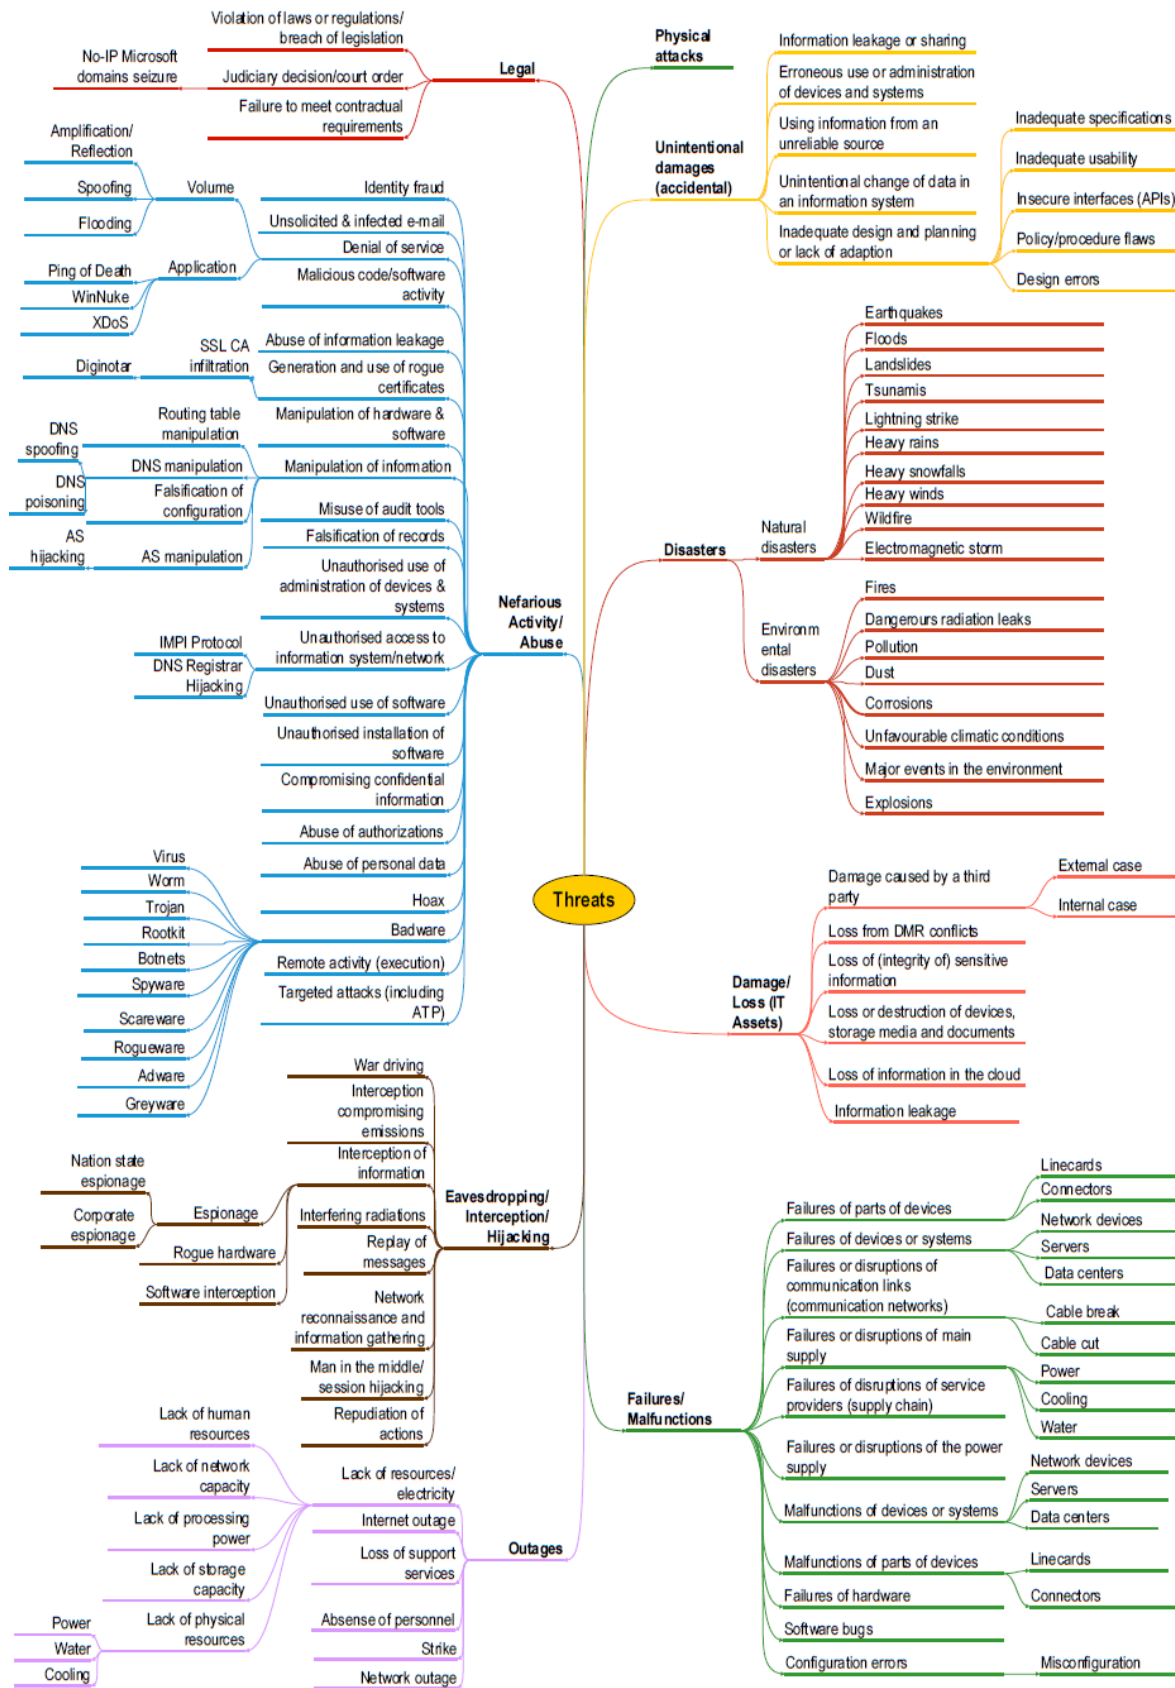 Violation of laws or regulations/
breach of legislation
No-IP Microsoft
domains seizure
Judiciary decision/court order
Failure to meet contractual
requirements
Legal
Amplification/
Reflection
Spoofing
Flooding
Volume
Ping of Death
WinNuke
XDoS
Application
Identity fraud
Unsolicited & infected e-mail
Denial of service
Malicious code/software
activity
Abuse of information leakage
Diginotar
SSL CA
infiltration
Generation and use of rogue
certificates
Manipulation of hardware &
software
Routing table
manipulation
DNS
spoofing
DNS
poisoning
DNS manipulation
Falsification of
configuration
AS
hijacking
AS manipulation
Manipulation of information
Misuse of audit tools
Falsification of records
Unauthorised use of
administration of devices &
systems
IMPI Protocol
DNS Registrar
Hijacking
Unauthorised access to
information system/network
Unauthorised use of software
Unauthorised installation of
software
Compromising confidential
information
Abuse of authorizations
Abuse of personal data
Hoax
Virus
Worm
Trojan
Rootkit
Botnets
Spyware
Scareware
Rogueware
Adware
Greyware
Badware
Remote activity (execution)
Targeted attacks (including
ATP)
Nefarious
Activity/
Abuse
War driving
Interception
compromising
emissions
Nation state
espionage
Corporate
espionage
Espionage
Rogue hardware
Software interception
Interception of
information
Interfering radiations
Replay of
messages
Network
reconnaissance and
information gathering
Man in the middle/
session hijacking
Repudiation of
actions
Eavesdropping/
Interception/
Hijacking
Lack of human
resources
Lack of network
capacity
Lack of processing
power
Lack of storage
capacity
Power
Water
Cooling
Lack of physical
resources
Lack of resources/
electricity
Internet outage
Loss of support
services
Absence of personnel
Strike
Network outage
Outages
Threats
Physical
attacks
Unintentional
damages
(accidental)
Information leakage or sharing
Erroneous use or administration
of devices and systems
Using information from an
unreliable source
Unintentional change of data in
an information system
Inadequate design and planning
or lack of adaption
Inadequate specifications
Inadequate usability
Insecure interfaces (APIs)
Policy/procedure flaws
Design errors
Disasters
Natural
disasters
Earthquakes
Floods
Landslides
Tsunamis
Lightning strike
Heavy rains
Heavy snowfalls
Heavy winds
Wildfire
Electromagnetic storm
Environm
ental
disasters
Fires
Dangerours radiation leaks
Pollution
Dust
Corrosions
Unfavourable climatic conditions
Major events in the environment
Explosions
Damage/
Loss (IT
Assets)
Damage caused by a third
party
External case
Internal case
Loss from DMR conflicts
Loss of (integrity of) sensitive
information
Loss or destruction of devices,
storage media and documents
Loss of information in the cloud
Information leakage
Failures/
Malfunctions
Failures of parts of devices
Linecards
Connectors
Failures of devices or systems
Network devices
Servers
Data centers
Failures or disruptions of
communication links
(communication networks)
Cable break
Cable cut
Failures or disruptions of main
supply
Power
Cooling
Water
Failures of disruptions of service
providers (supply chain)
Failures or disruptions of the power
supply
Malfunctions of devices or systems
Network devices
Servers
Data centers
Malfunctions of parts of devices
Linecards
Connectors
Failures of hardware
Software bugs
Configuration errors
Misconfiguration